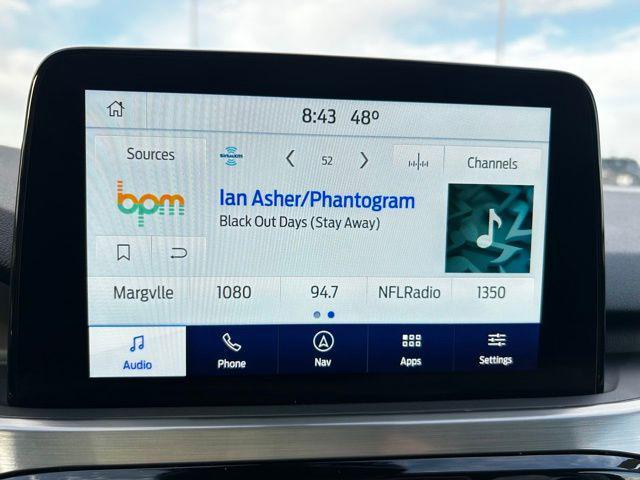 8:43 48º
Sources
SiriusXM
52
Channels
bpm
Ian Asher/Phantogram
Black Out Days (Stay Away)
Margvlle 1080 94.7 NFLRadio 1350
Audio Phone Nav Apps Settings